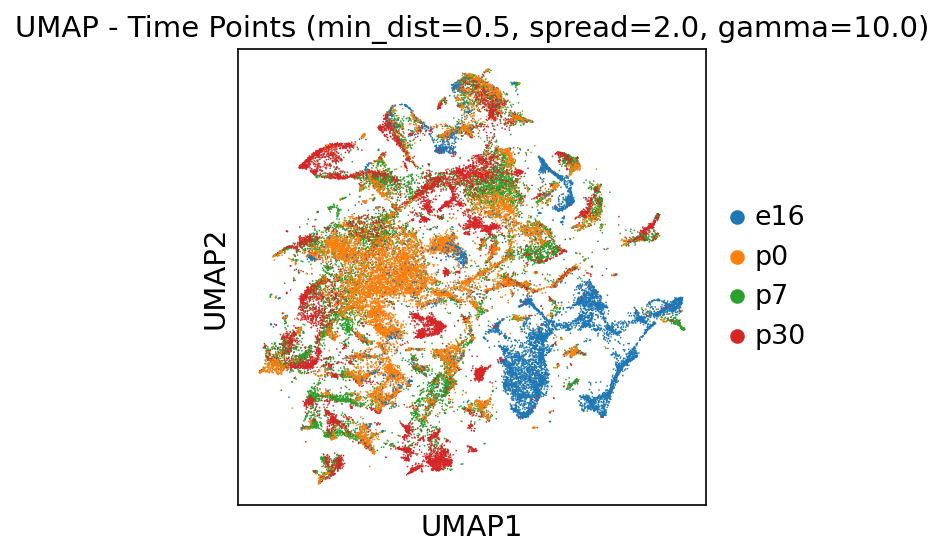 UMAP - Time Points (min_dist=0.5, spread=2.0, gamma=10.0)
UMAP2
e16
p0
p7
p30
UMAP1